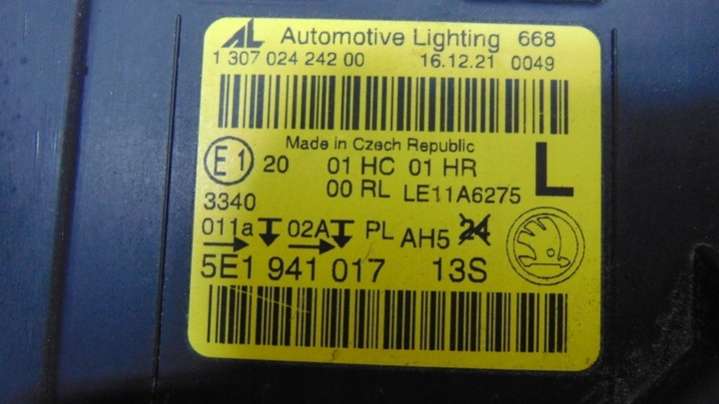 AL Automotive Lighting 668
1 307 024 242 00 16.12.21 0049
Made in Czech Republic
E1 20 01 HC 01 HR
00 RL LE11A6275 L
3340
011a 02A PL AH5 24
5E1 941 017 13S